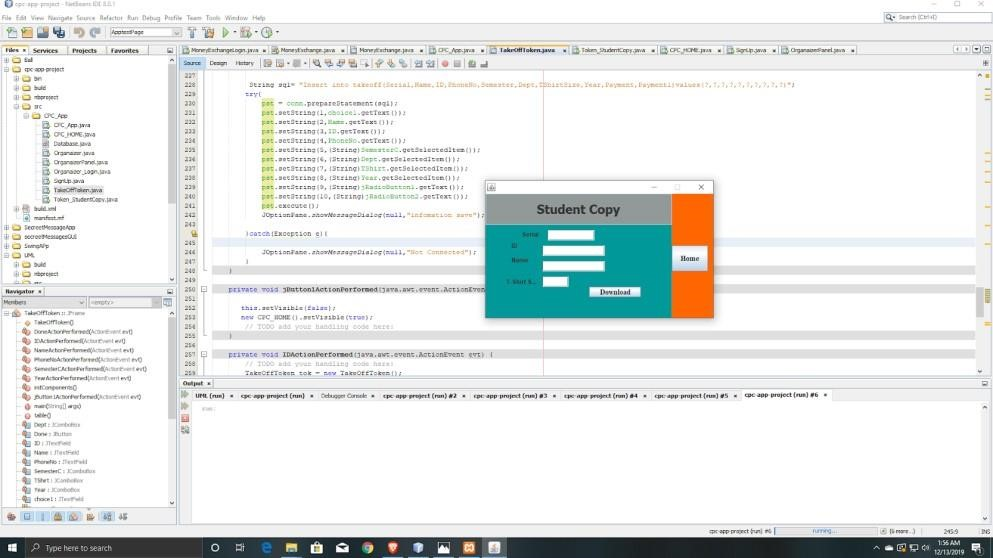 cpc-app-project - NetBeans IDE 8.0.1
File Edit View Navigate Source Refactor Run Debug Profile Team Tools Window Help
Search (Ctrl+I)
ApptestPage
Files × Services Projects Favorites
MoneyExchangeLogin.java × MoneyExchange.java × MoneyExchange.java × CPC_App.java × TakeOffToken.java × Token_StudentCopy.java × CPC_HOME.java × SignUp.java × OrganaizerPanel.java ×
Source Design History
Ball
cpc-app-project
bin
build
nbproject
src
CPC_App
CPC_App.java
CPC_HOME.java
Database.java
Organaizer.java
OrganaizerPanel.java
Organaizer_Login.java
SignUp.java
TakeOffToken.java
Token_StudentCopy.java
build.xml
manifest.mf
SecreetMessageApp
SecreetMessagesGUI
SwingAPp
UML
build
nbproject
src
Navigator ×
Members <empty>
TakeOffToken :: JFrame
TakeOffToken()
DoneActionPerformed(ActionEvent evt)
IDActionPerformed(ActionEvent evt)
NameActionPerformed(ActionEvent evt)
PhoneNoActionPerformed(ActionEvent evt)
SemesterCActionPerformed(ActionEvent evt)
YearActionPerformed(ActionEvent evt)
initComponents()
jButton1ActionPerformed(ActionEvent evt)
main(String[] args)
table()
Dept : JComboBox
Done : JButton
ID : JTextField
Name : JTextField
PhoneNo : JTextField
SemesterC : JComboBox
TShirt : JComboBox
Year : JComboBox
choice1 : JTextField
227
228 String sql= "Insert into takeoff(Serial,Name,ID,PhoneNo,Semester,Dept,TShirtSize,Year,Payment,Payment1)values(?,?,?,?,?,?,?,?,?,?)";
229 try{
230 pst = conn.prepareStatement(sql);
231 pst.setString(1,choice1.getText());
232 pst.setString(2,Name.getText());
233 pst.setString(3,ID.getText());
234 pst.setString(4,PhoneNo.getText());
235 pst.setString(5,(String)SemesterC.getSelectedItem());
236 pst.setString(6,(String)Dept.getSelectedItem());
237 pst.setString(7,(String)TShirt.getSelectedItem());
238 pst.setString(8,(String)Year.getSelectedItem());
239 pst.setString(9,(String)jRadioButton1.getText());
240 pst.setString(10,(String)jRadioButton2.getText());
241 pst.execute();
242 JOptionPane.showMessageDialog(null,"infomation save");
243
}catch(Exception e){
245
246 JOptionPane.showMessageDialog(null,"Not Connected");
247 }
248 }
249
250 private void jButton1ActionPerformed(java.awt.event.ActionEven
251
252 this.setVisible(false);
253 new CPC_HOME().setVisible(true);
254 // TODO add your handling code here:
255 }
256
257 private void IDActionPerformed(java.awt.event.ActionEvent evt) {
258 // TODO add your handling code here:
259 TakeOffToken tok = new TakeOffToken();
Student Copy
Serial
ID
Name
T-Shirt S...
Download
Home
Output ×
UML (run) × cpc-app-project (run) × Debugger Console × cpc-app-project (run) #2 × cpc-app-project (run) #3 × cpc-app-project (run) #4 × cpc-app-project (run) #5 × cpc-app-project (run) #6 ×
run:
cpc-app-project (run) #6 running... (6 more...) 245:9 INS
Type here to search
1:56 AM
12/13/2019